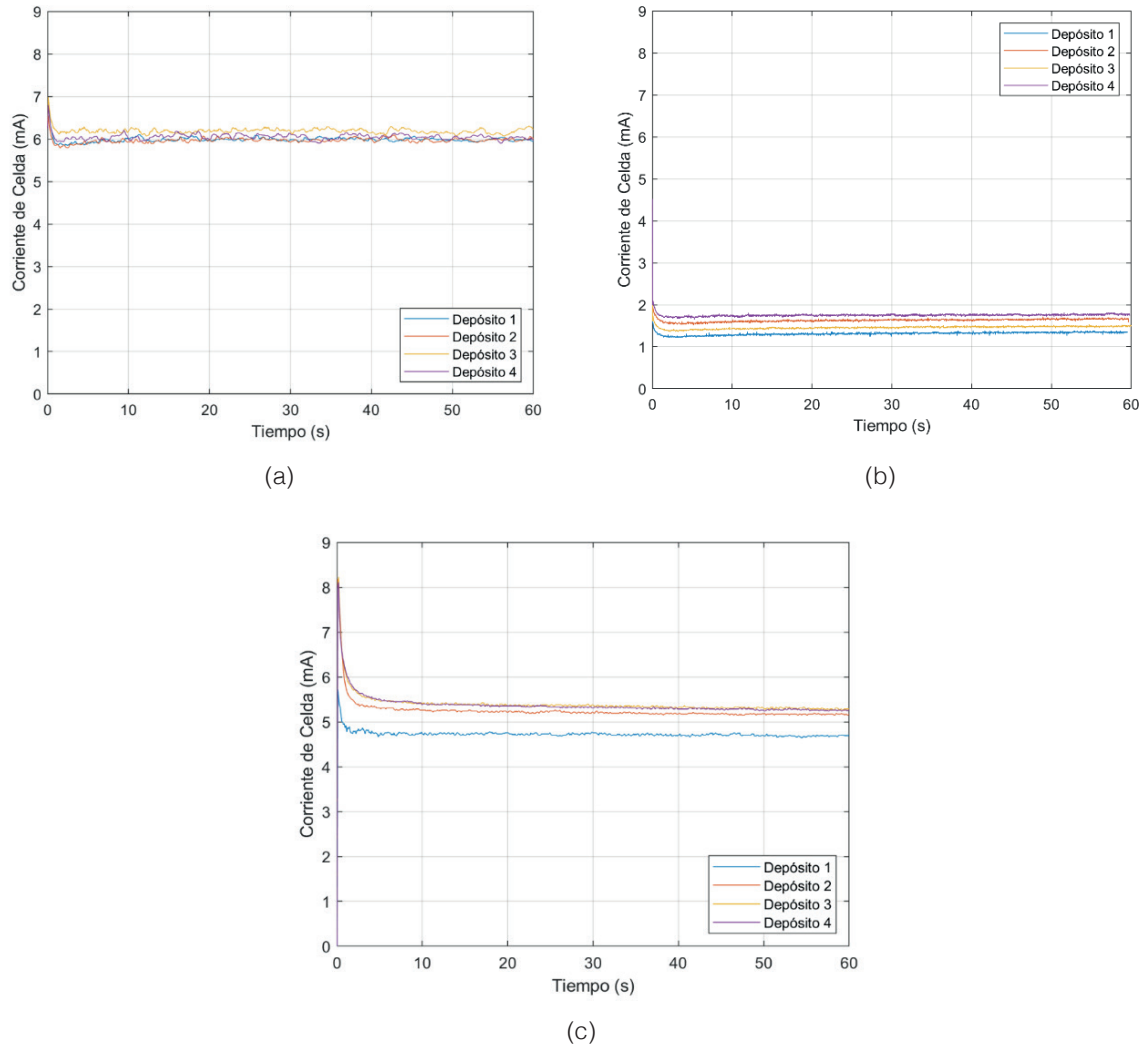 9
8
7
6
5
4
3
2
1
0
Corriente de Celda (mA)
0 10 20 30 40 50 60
Tiempo (s)
Depósito 1
Depósito 2
Depósito 3
Depósito 4
(a)
9
8
7
6
5
4
3
2
1
0
Corriente de Celda (mA)
0 10 20 30 40 50 60
Tiempo (s)
Depósito 1
Depósito 2
Depósito 3
Depósito 4
(b)
9
8
7
6
5
4
3
2
1
0
Corriente de Celda (mA)
0 10 20 30 40 50 60
Tiempo (s)
Depósito 1
Depósito 2
Depósito 3
Depósito 4
(c)